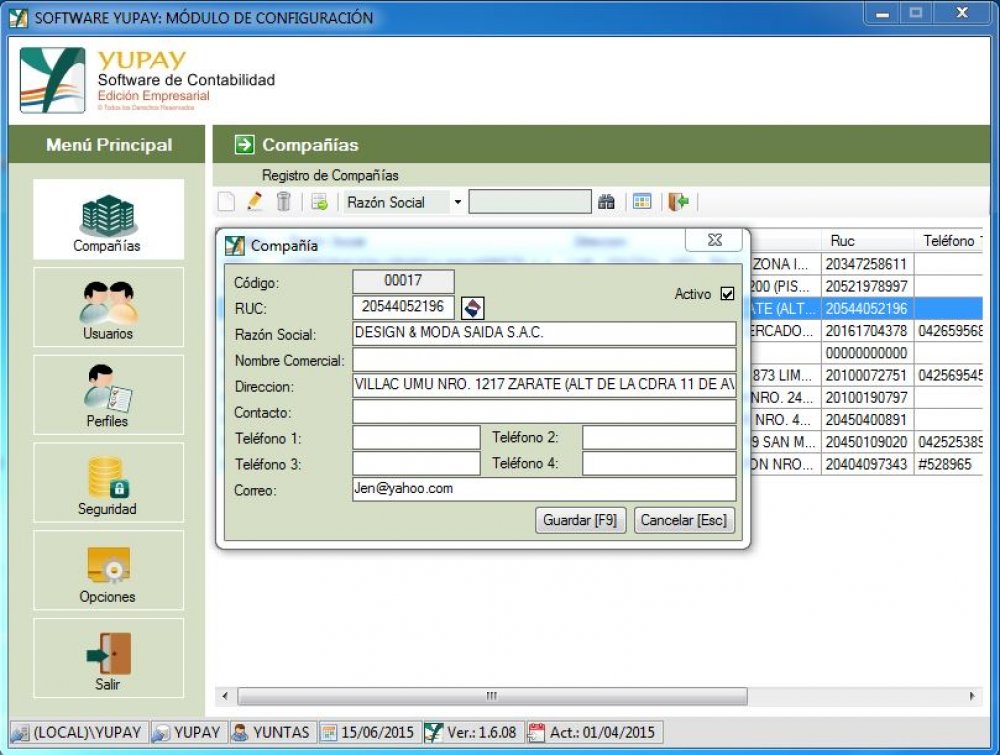 SOFTWARE YUPAY: MÓDULO DE CONFIGURACIÓN
YUPAY
Software de Contabilidad
Edición Empresarial
© Todos los Derechos Reservados
Menú Principal
Compañías
Usuarios
Perfiles
Seguridad
Opciones
Salir
Compañías
Registro de Compañías
Razón Social
Compañía
Código: 00017
Activo
RUC: 20544052196
Razón Social: DESIGN & MODA SAIDA S.A.C.
Nombre Comercial:
Direccion: VILLAC UMU NRO. 1217 ZARATE (ALT DE LA CDRA 11 DE A
Contacto:
Teléfono 1: Teléfono 2:
Teléfono 3: Teléfono 4:
Correo: Jen@yahoo.com
Guardar [F9] Cancelar [Esc]
Ruc Teléfono
ZONA I... 20347258611
200 (PIS... 20521978997
ATE (ALT... 20544052196
ERCADO... 20161704378 042659568
00000000000
873 LIM... 20100072751 042569545
NRO. 24... 20100190797
NRO. 4... 20450400891
9 SAN M... 20450109020 042525389
ON NRO... 20404097343 #528965
(LOCAL)\YUPAY YUPAY YUNTAS 15/06/2015 Ver.: 1.6.08 Act.: 01/04/2015